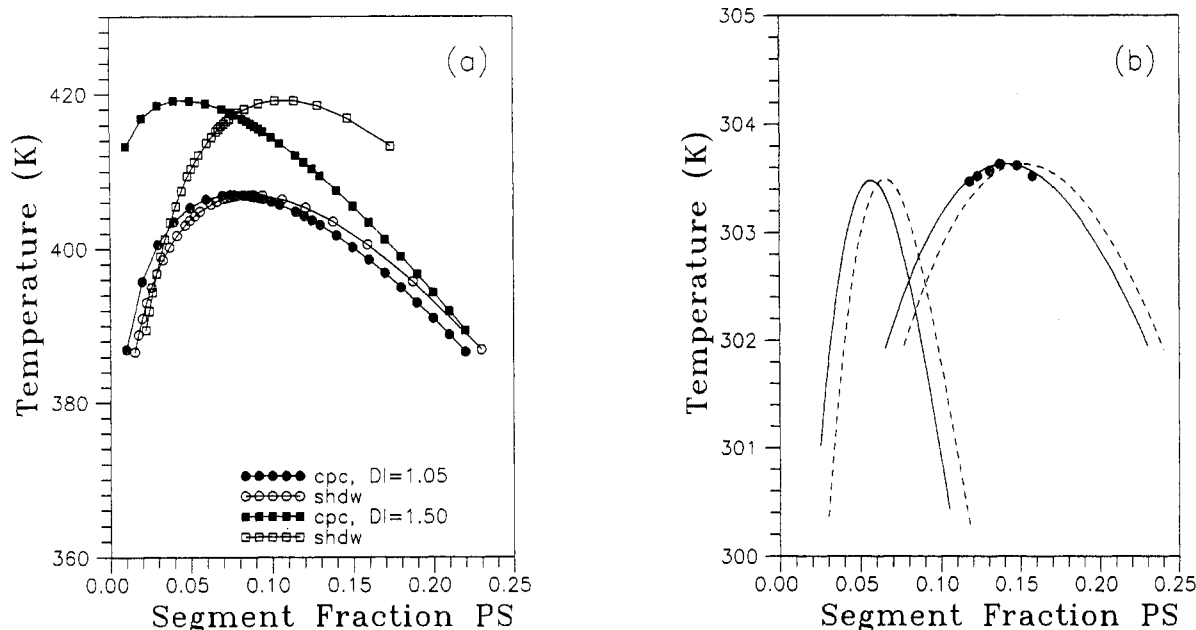 (a)
Temperature (K)
420
400
380
360
cpc, DI=1.05
shdw
cpc, DI=1.50
shdw
0.00 0.05 0.10 0.15 0.20 0.25
Segment Fraction PS
(b)
Temperature (K)
305
304
303
302
301
300
0.00 0.05 0.10 0.15 0.20 0.25
Segment Fraction PS